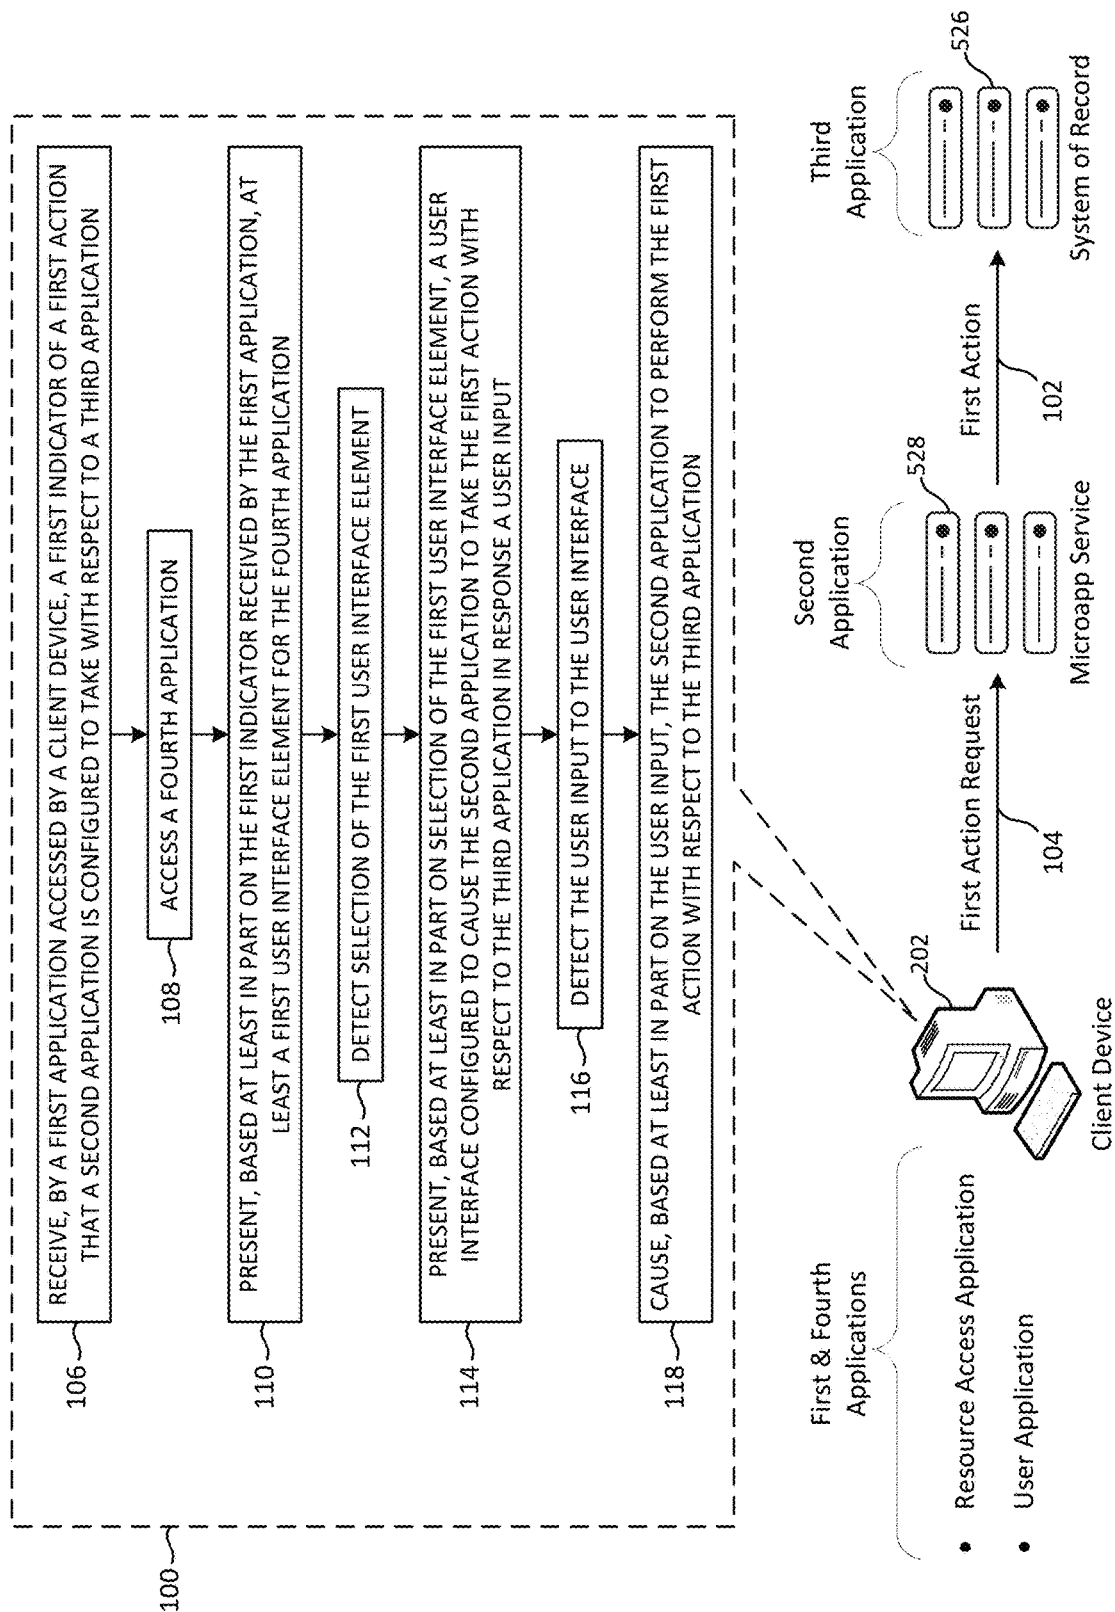 100
106
RECEIVE, BY A FIRST APPLICATION ACCESSED BY A CLIENT DEVICE, A FIRST INDICATOR OF A FIRST ACTION
THAT A SECOND APPLICATION IS CONFIGURED TO TAKE WITH RESPECT TO A THIRD APPLICATION
108
ACCESS A FOURTH APPLICATION
110
PRESENT, BASED AT LEAST IN PART ON THE FIRST INDICATOR RECEIVED BY THE FIRST APPLICATION, AT
LEAST A FIRST USER INTERFACE ELEMENT FOR THE FOURTH APPLICATION
112
DETECT SELECTION OF THE FIRST USER INTERFACE ELEMENT
114
PRESENT, BASED AT LEAST IN PART ON SELECTION OF THE FIRST USER INTERFACE ELEMENT, A USER
INTERFACE CONFIGURED TO CAUSE THE SECOND APPLICATION TO TAKE THE FIRST ACTION WITH
RESPECT TO THE THIRD APPLICATION IN RESPONSE A USER INPUT
116
DETECT THE USER INPUT TO THE USER INTERFACE
118
CAUSE, BASED AT LEAST IN PART ON THE USER INPUT, THE SECOND APPLICATION TO PERFORM THE FIRST
ACTION WITH RESPECT TO THE THIRD APPLICATION
First & Fourth
Applications
Resource Access Application
User Application
202
Client Device
First Action Request
104
Second
Application
528
Microapp Service
First Action
102
Third
Application
526
System of Record